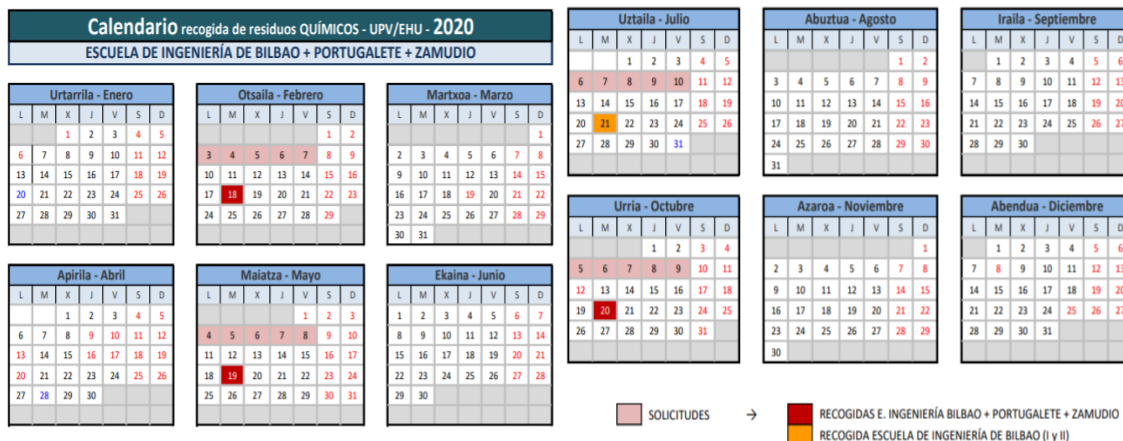 Calendario recogida de residuos QUÍMICOS - UPV/EHU - 2020
ESCUELA DE INGENIERÍA DE BILBAO + PORTUGALETE + ZAMUDIO
Urtarrila - Enero
L M X J V S D
1 2 3 4 5
6 7 8 9 10 11 12
13 14 15 16 17 18 19
20 21 22 23 24 25 26
27 28 29 30 31
Otsaila - Febrero
L M X J V S D
1 2
3 4 5 6 7 8 9
10 11 12 13 14 15 16
17 18 19 20 21 22 23
24 25 26 27 28 29
Martxoa - Marzo
L M X J V S D
1
2 3 4 5 6 7 8
9 10 11 12 13 14 15
16 17 18 19 20 21 22
23 24 25 26 27 28 29
30 31
Apirila - Abril
L M X J V S D
1 2 3 4 5
6 7 8 9 10 11 12
13 14 15 16 17 18 19
20 21 22 23 24 25 26
27 28 29 30
Maiatza - Mayo
L M X J V S D
1 2 3
4 5 6 7 8 9 10
11 12 13 14 15 16 17
18 19 20 21 22 23 24
25 26 27 28 29 30 31
Ekaina - Junio
L M X J V S D
1 2 3 4 5 6 7
8 9 10 11 12 13 14
15 16 17 18 19 20 21
22 23 24 25 26 27 28
29 30
Uztaila - Julio
L M X J V S D
1 2 3 4 5
6 7 8 9 10 11 12
13 14 15 16 17 18 19
20 21 22 23 24 25 26
27 28 29 30 31
Abuztua - Agosto
L M X J V S D
1 2
3 4 5 6 7 8 9
10 11 12 13 14 15 16
17 18 19 20 21 22 23
24 25 26 27 28 29 30
31
Iraila - Septiembre
L M X J V S D
1 2 3 4 5 6
7 8 9 10 11 12 13
14 15 16 17 18 19 20
21 22 23 24 25 26 27
28 29 30
Urria - Octubre
L M X J V S D
1 2 3 4
5 6 7 8 9 10 11
12 13 14 15 16 17 18
19 20 21 22 23 24 25
26 27 28 29 30 31
Azaroa - Noviembre
L M X J V S D
1
2 3 4 5 6 7 8
9 10 11 12 13 14 15
16 17 18 19 20 21 22
23 24 25 26 27 28 29
30
Abendua - Diciembre
L M X J V S D
1 2 3 4 5 6
7 8 9 10 11 12 13
14 15 16 17 18 19 20
21 22 23 24 25 26 27
28 29 30 31
SOLICITUDES → RECOGIDAS E. INGENIERÍA BILBAO + PORTUGALETE + ZAMUDIO
RECOGIDA ESCUELA DE INGENIERÍA DE BILBAO (I y II)